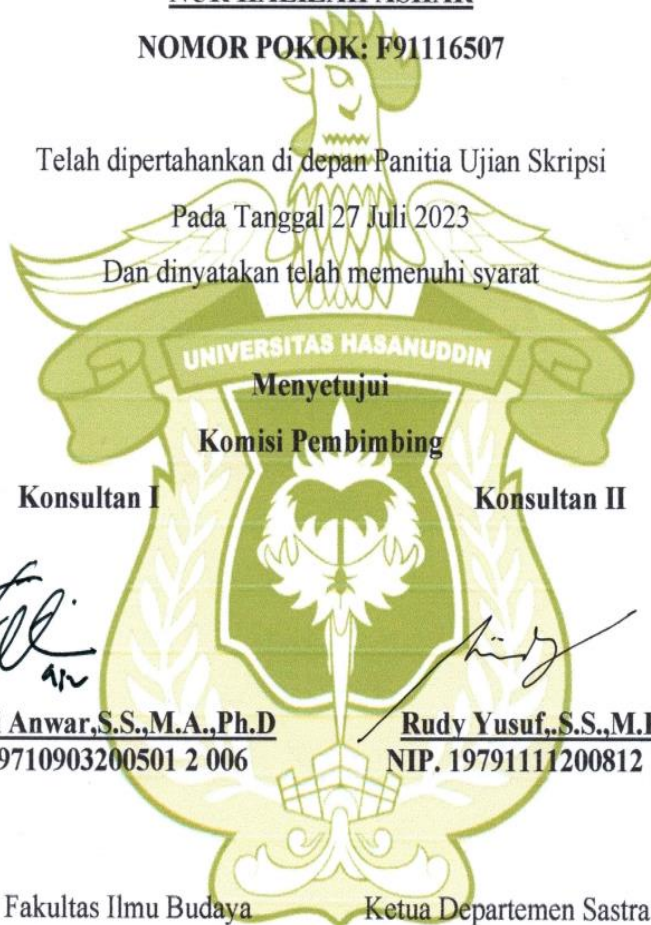 NOMOR POKOK: F91116507
Telah dipertahankan di depan Panitia Ujian Skripsi
Pada Tanggal 27 Juli 2023
Dan dinyatakan telah memenuhi syarat
UNIVERSITAS HASANUDDIN
Menyetujui
Komisi Pembimbing
Konsultan I Konsultan II
Anwar,S.S.,M.A.,Ph.D Rudy Yusuf,.S.S.,M.
9710903200501 2 006 NIP. 19791111200812
Fakultas Ilmu Budaya Ketua Departemen Sastra